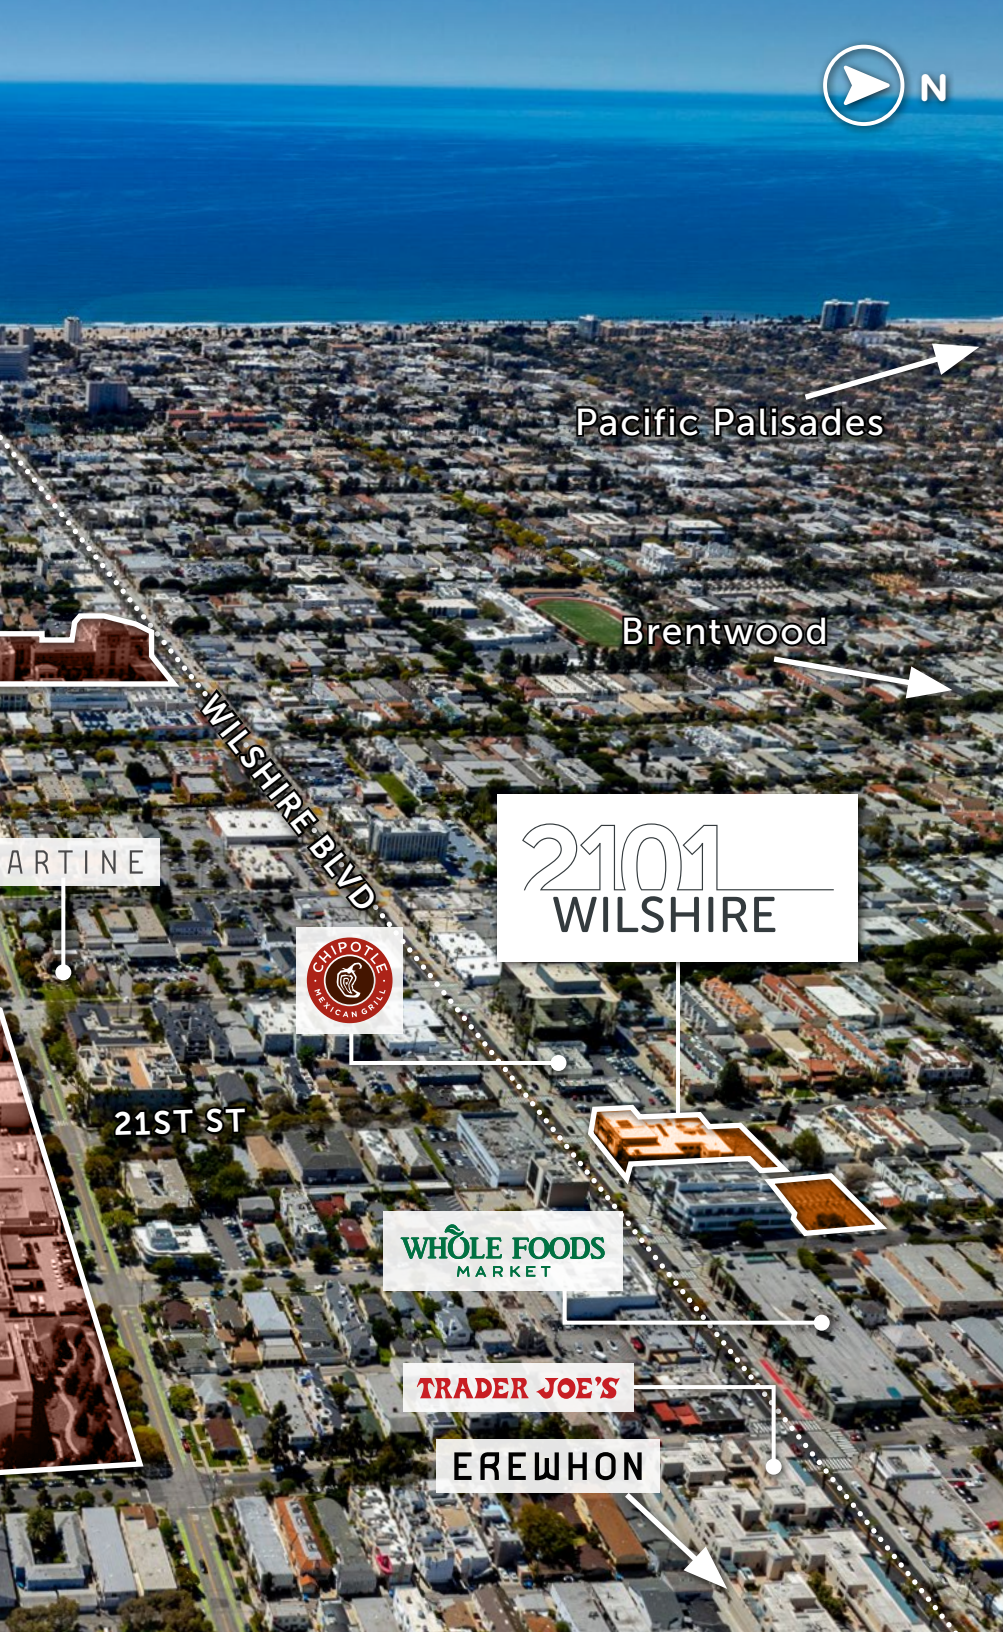 N
Pacific Palisades
Brentwood
WILSHIRE BLVD
2101
WILSHIRE
ARTINE
CHIPOTLE
MEXICAN GRILL
21ST ST
WHOLE FOODS
MARKET
TRADER JOE'S
EREWHON